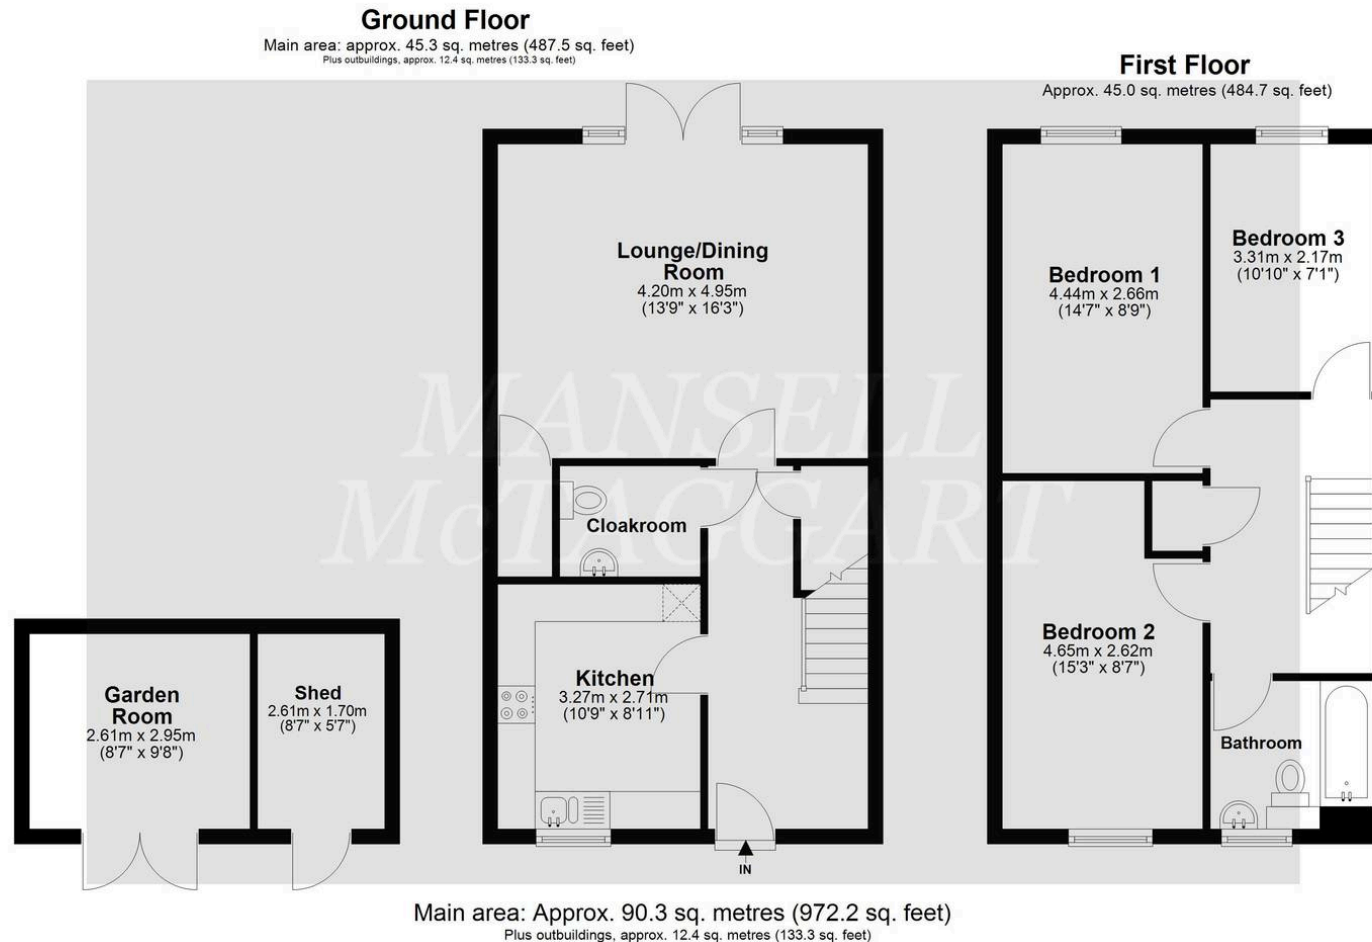 Ground Floor
Main area: approx. 45.3 sq. metres (487.5 sq. feet)
Plus outbuildings, approx. 12.4 sq. metres (133.3 sq. feet)
First Floor
Approx. 45.0 sq. metres (484.7 sq. feet)
Lounge/Dining
Room
4.20m x 4.95m
(13'9" x 16'3")
Bedroom 1
4.44m x 2.66m
(14'7" x 8'9")
Bedroom 3
3.31m x 2.17m
(10'10" x 7'1")
MANSELL
McTAGGART
Cloakroom
Kitchen
3.27m x 2.71m
(10'9" x 8'11")
Bedroom 2
4.65m x 2.62m
(15'3" x 8'7")
Garden
Room
2.61m x 2.95m
(8'7" x 9'8")
Shed
2.61m x 1.70m
(8'7" x 5'7")
Bathroom
IN
Main area: Approx. 90.3 sq. metres (972.2 sq. feet)
Plus outbuildings, approx. 12.4 sq. metres (133.3 sq. feet)